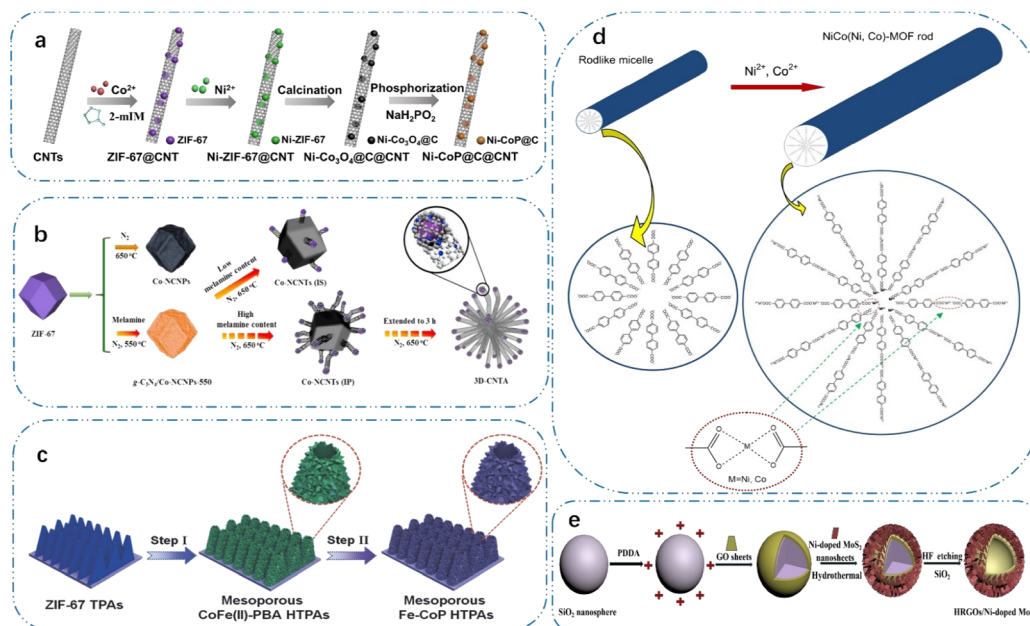 a
Co²⁺
2-mIM
Ni²⁺
Calcination
Phosphorization
NaH₂PO₂
ZIF-67
Ni-ZIF-67
Ni-Co₃O₄@C
Ni-CoP@C
CNTs
ZIF-67@CNT
Ni-ZIF-67@CNT
Ni-Co₃O₄@C@CNT
Ni-CoP@C@CNT
b
ZIF-67
N₂
650 °C
Co-NCNPs
Melamine
N₂, 550 °C
g-C₃N₄/Co-NCNPs-550
Low
melamine content
N₂, 650 °C
Co-NCNTs (IS)
High
melamine content
N₂, 650 °C
Co-NCNTs (IP)
Extended to 3 h
N₂, 650 °C
3D-CNTA
c
Step I
Step II
ZIF-67 TPAs
Mesoporous
CoFe(II)-PBA HTPAs
Mesoporous
Fe-CoP HTPAs
d
Rodlike micelle
Ni²⁺, Co²⁺
NiCo(Ni, Co)-MOF rod
O
O
M
O
O
M=Ni, Co
e
SiO₂ nanosphere
PDDA
GO sheets
Ni-doped MoS₂
nanosheets
Hydrothermal
HF etching
SiO₂
HRGOs/Ni-doped Mo